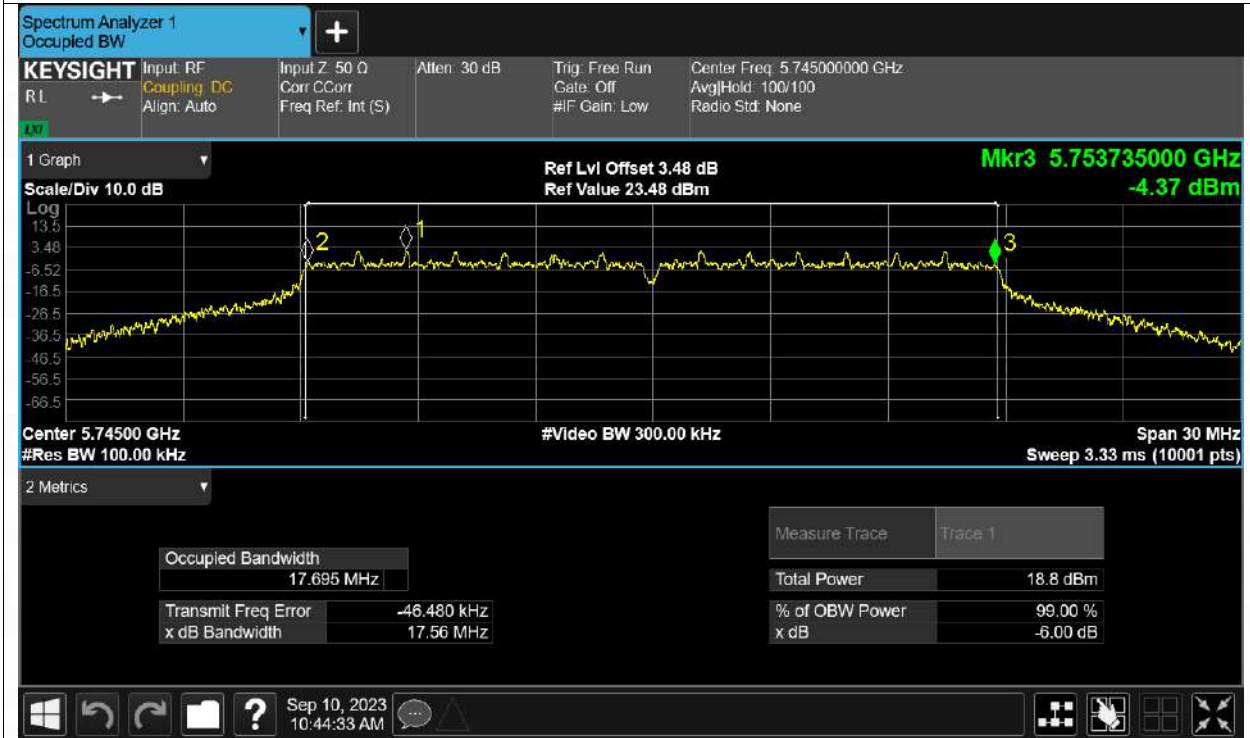 Spectrum Analyzer 1
Occupied BW
+
KEYSIGHT Input: RF Input Z: 50 Ω Atten: 30 dB Trig: Free Run Center Freq: 5.745000000 GHz
R L Coupling: DC Corr CCorr Gate: Off Avg|Hold: 100/100
Align: Auto Freq Ref: Int (S) #IF Gain: Low Radio Std: None
LXI
1 Graph Ref Lvl Offset 3.48 dB Mkr3 5.753735000 GHz
Scale/Div 10.0 dB Ref Value 23.48 dBm -4.37 dBm
Log
13.5
3.48
-6.52
-16.5
-26.5
-36.5
-46.5
-56.5
-66.5
2 1 3
Center 5.74500 GHz #Video BW 300.00 kHz Span 30 MHz
#Res BW 100.00 kHz Sweep 3.33 ms (10001 pts)
2 Metrics
Measure Trace Trace 1
Occupied Bandwidth
17.695 MHz Total Power 18.8 dBm
Transmit Freq Error -46.480 kHz % of OBW Power 99.00 %
x dB Bandwidth 17.56 MHz x dB -6.00 dB
? Sep 10, 2023
10:44:33 AM